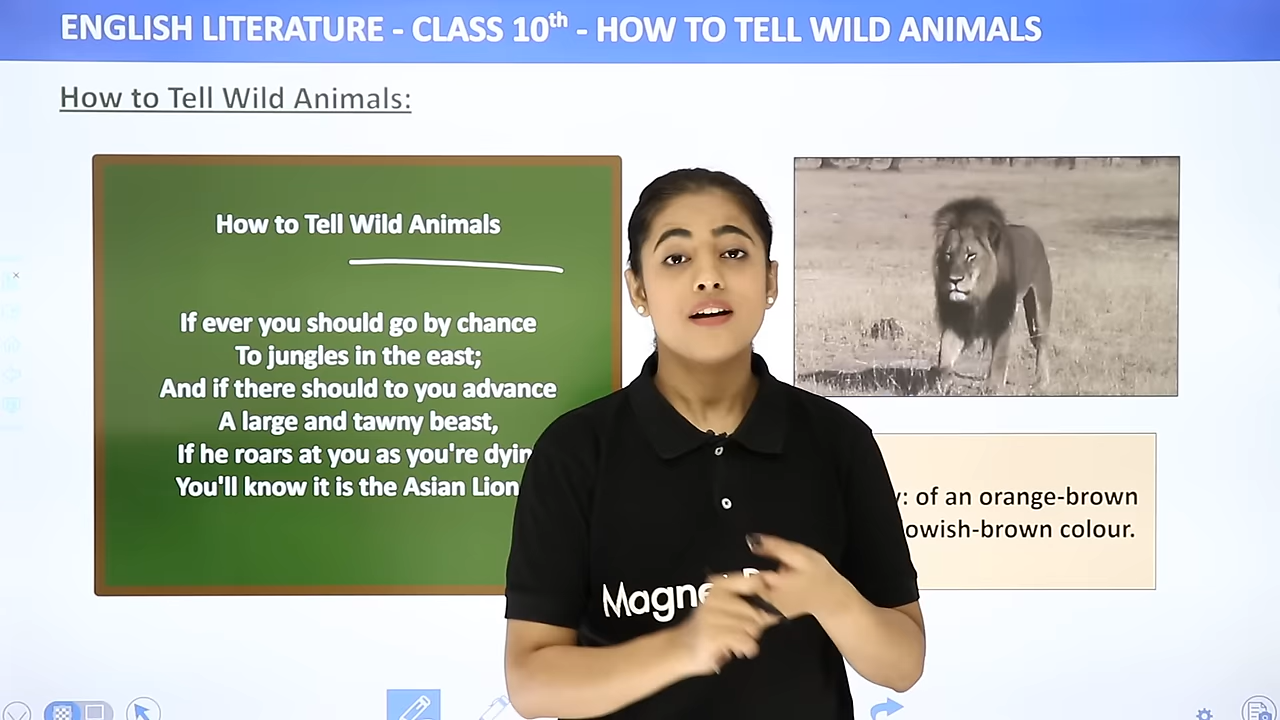 ENGLISH LITERATURE - CLASS 10th - HOW TO TELL WILD ANIMALS
How to Tell Wild Animals:
How to Tell Wild Animals
If ever you should go by chance
To jungles in the east;
And if there should to you advance
A large and tawny beast,
If he roars at you as you're dyin
You'll know it is the Asian Lion
y: of an orange-brown
owish-brown colour.
Magne